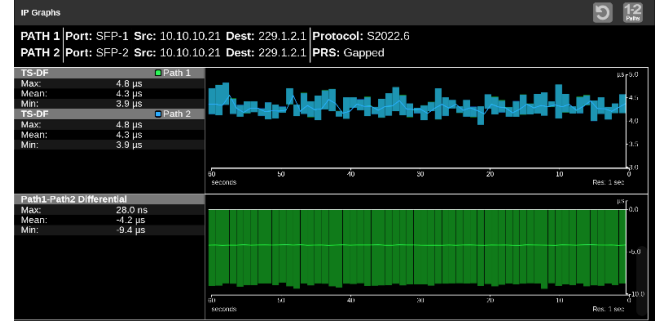 IP Graphs 1-2 Paths
PATH 1 Port: SFP-1 Src: 10.10.10.21 Dest: 229.1.2.1 Protocol: S2022.6
PATH 2 Port: SFP-2 Src: 10.10.10.21 Dest: 229.1.2.1 PRS: Gapped
TS-DF Path 1
Max: 4.8 µs
Mean: 4.3 µs
Min: 3.9 µs
TS-DF Path 2
Max: 4.8 µs
Mean: 4.3 µs
Min: 3.9 µs
µs 5.0
4.5
4.0
3.5
3.0
60 50 40 30 20 10 0
seconds Res. 1 sec
Path1-Path2 Differential
Max: 28.0 ns
Mean: -4.2 µs
Min: -9.4 µs
µs
0.0
-5.0
-10.0
60 50 40 30 20 10 0
seconds Res. 1 sec